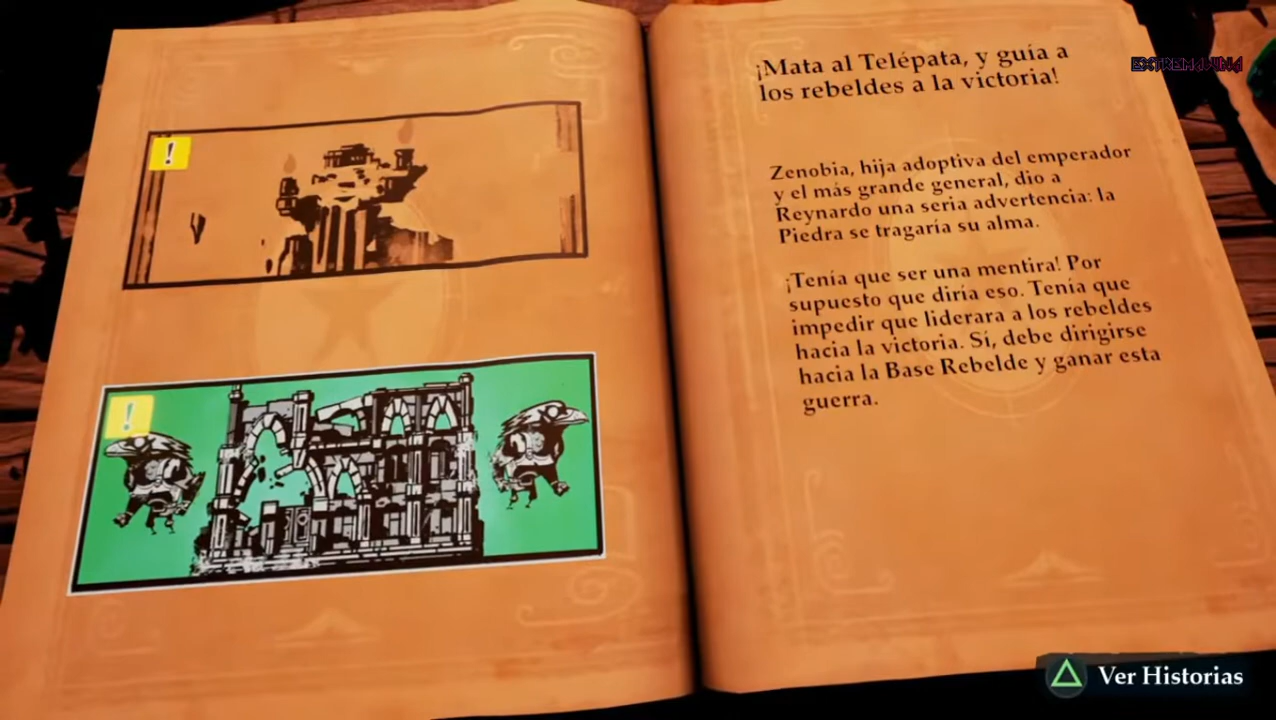 !
!
¡Mata al Telépata, y guía a
los rebeldes a la victoria!
EXTREMADURIA
Zenobia, hija adoptiva del emperador
y el más grande general, dio a
Reynardo una seria advertencia: la
Piedra se tragaría su alma.
¡Tenía que ser una mentira! Por
supuesto que diría eso. Tenía que
impedir que liderara a los rebeldes
hacia la victoria. Sí, debe dirigirse
hacia la Base Rebelde y ganar esta
guerra.
Ver Historias